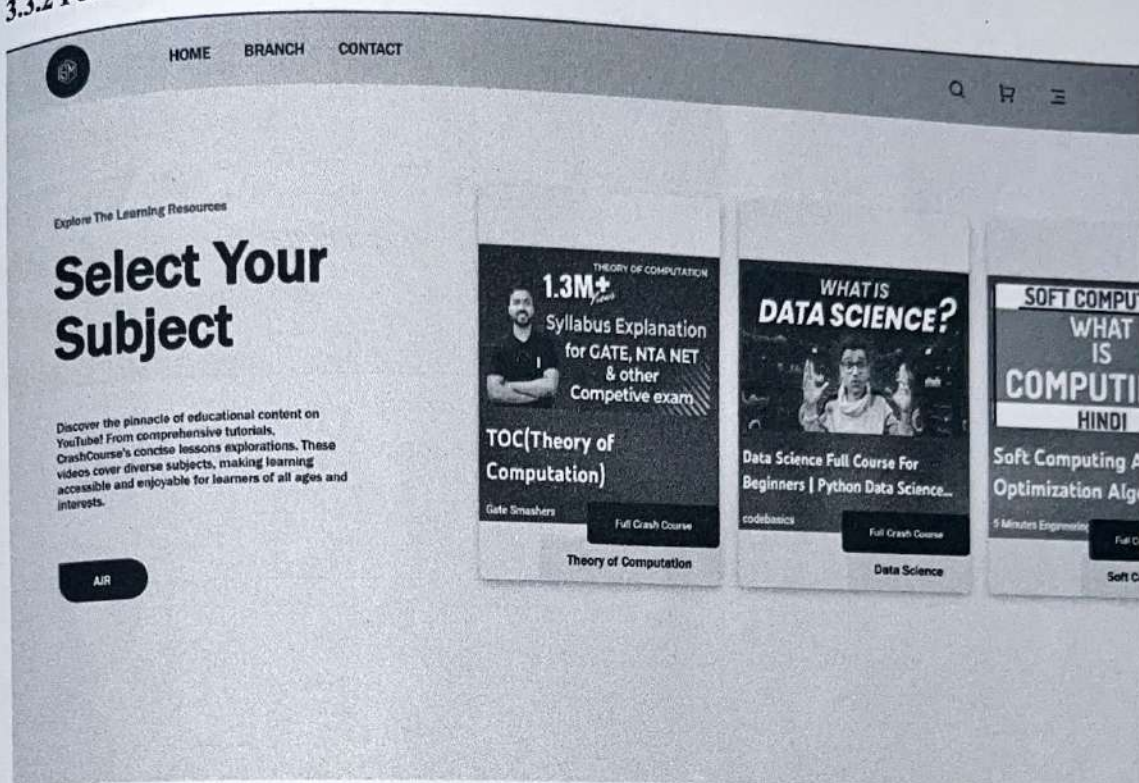 3.3.2
HOME BRANCH CONTACT
Explore The Learning Resources
Select Your
Subject
Discover the pinnacle of educational content on
YouTube! From comprehensive tutorials,
CrashCourse's concise lessons explorations. These
videos cover diverse subjects, making learning
accessible and enjoyable for learners of all ages and
interests.
AIR
THEORY OF COMPUTATION
1.3M+
Views
Syllabus Explanation
for GATE, NTA NET
& other
Competive exam
TOC(Theory of
Computation)
Gate Smashers
Full Crash Course
Theory of Computation
WHAT IS
DATA SCIENCE?
Data Science Full Course For
Beginners | Python Data Science...
codebasics
Full Crash Course
Data Science
SOFT COMPU
WHAT
IS
COMPUTI
HINDI
Soft Computing A
Optimization Alg
5 Minutes Engineering
Full C
Soft C